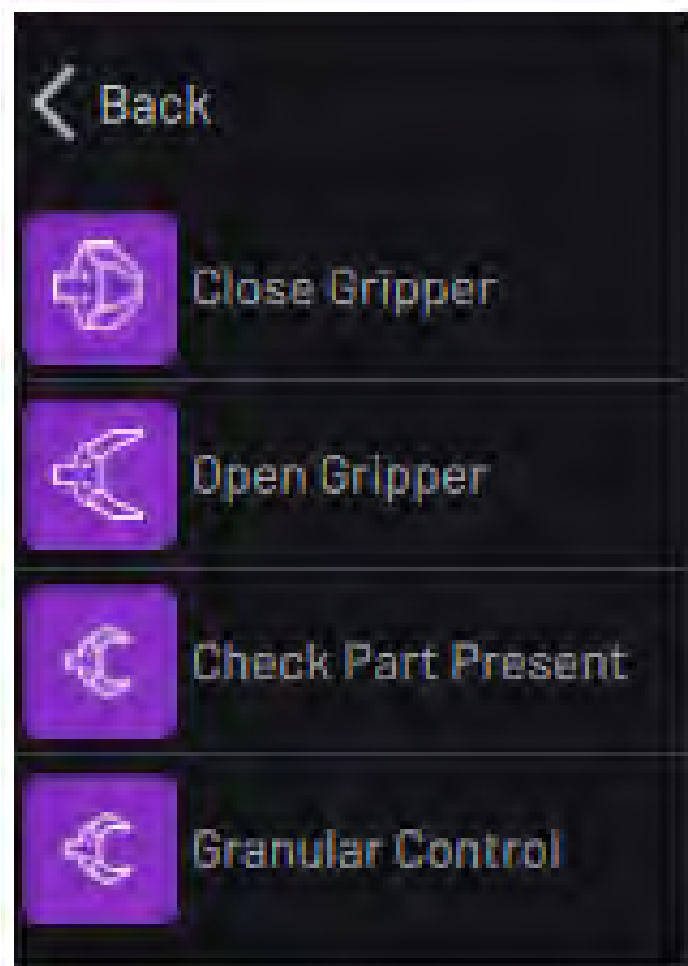 Back
Close Gripper
Open Gripper
Check Part Present
Granular Control